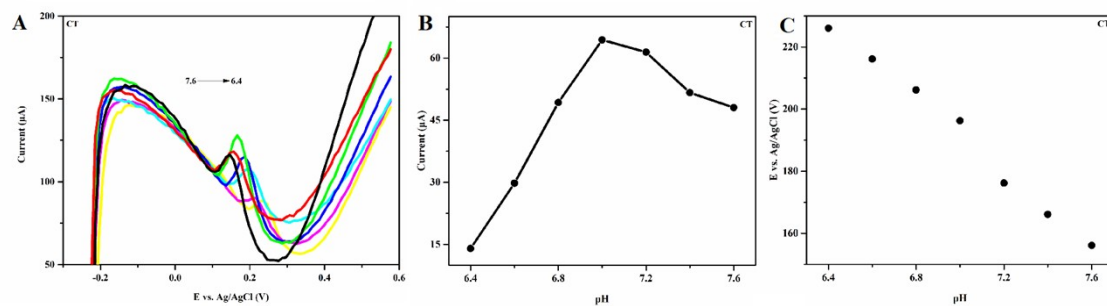 A
CT
7.6 6.4
Current (µA)
200
150
100
50
-0.2 0.0 0.2 0.4 0.6
E vs. Ag/AgCl (V)
B
CT
Current (µA)
60
45
30
15
6.4 6.8 7.2 7.6
pH
C
CT
E vs. Ag/AgCl (V)
220
200
180
160
6.4 6.8 7.2 7.6
pH